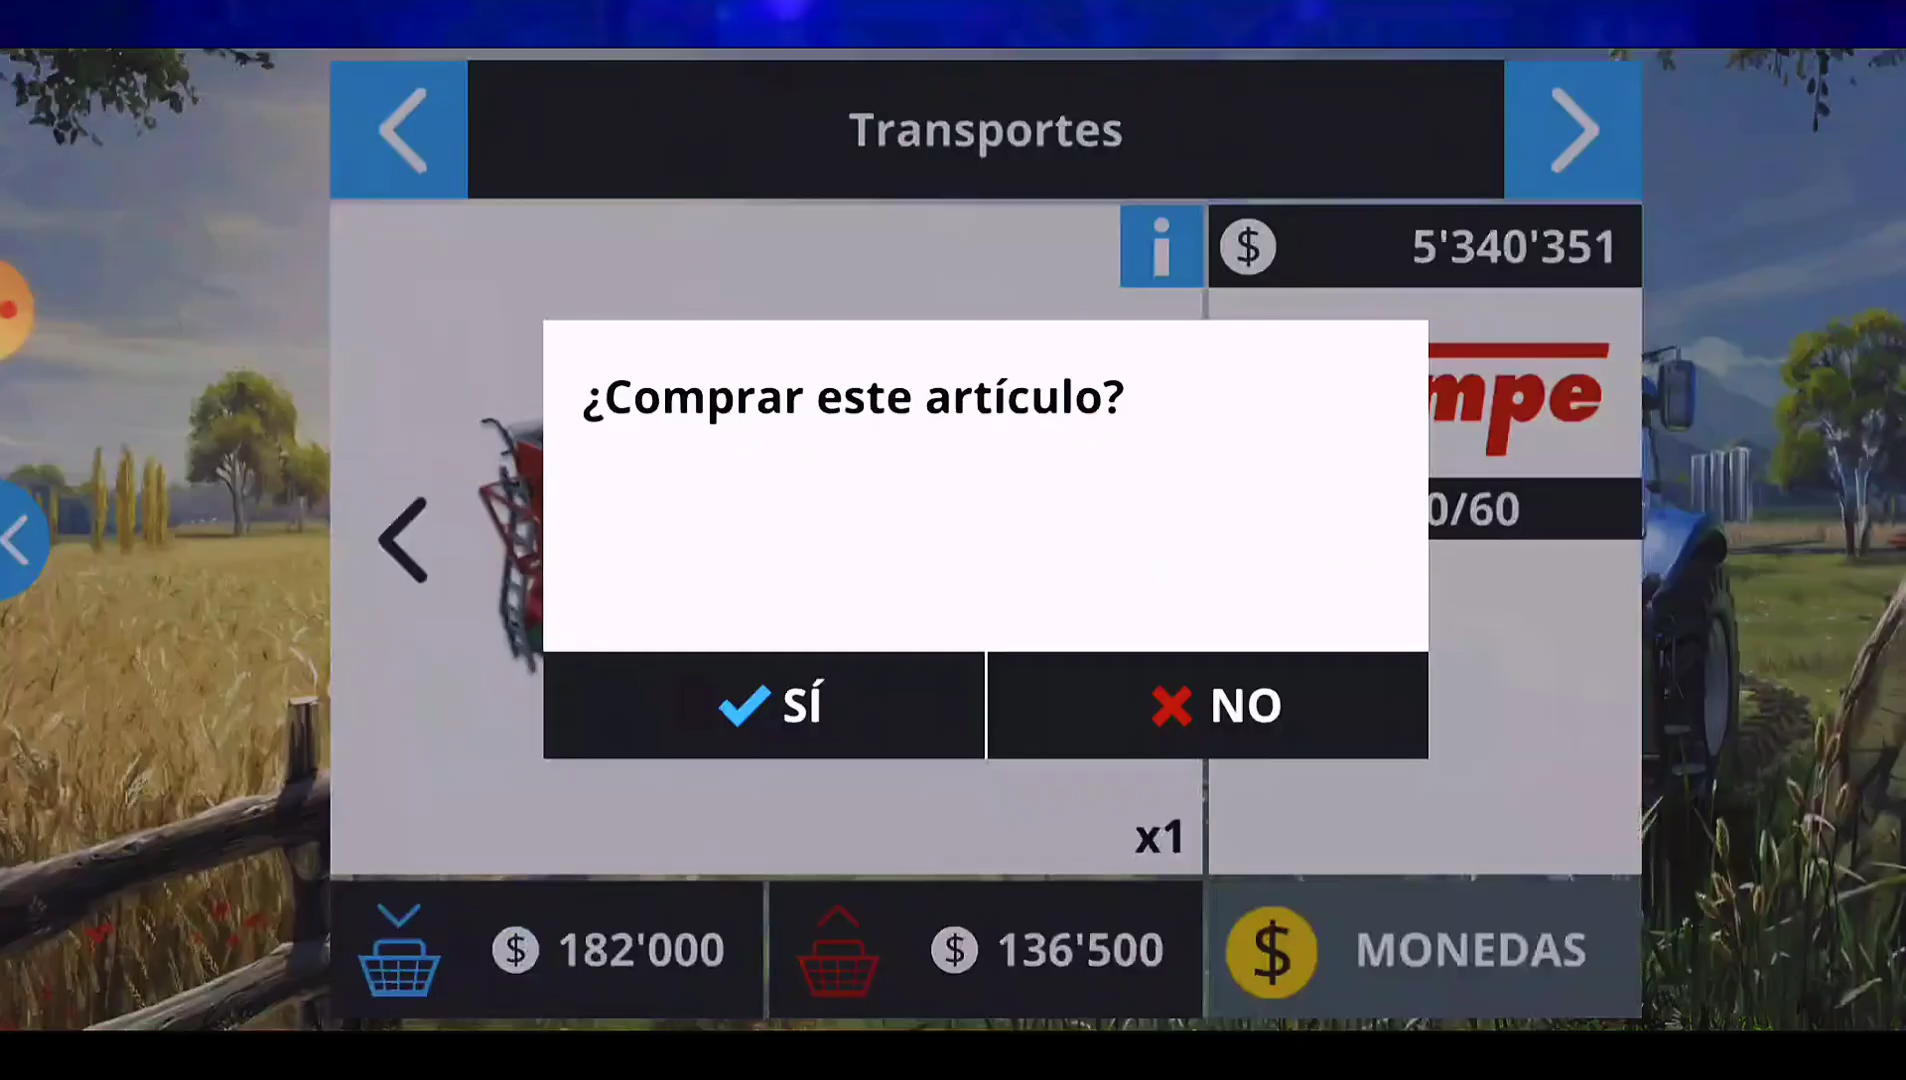 Transportes
5'340'351
¿Comprar este artículo?
mpe
0/60
SÍ
NO
x1
182'000
136'500
MONEDAS